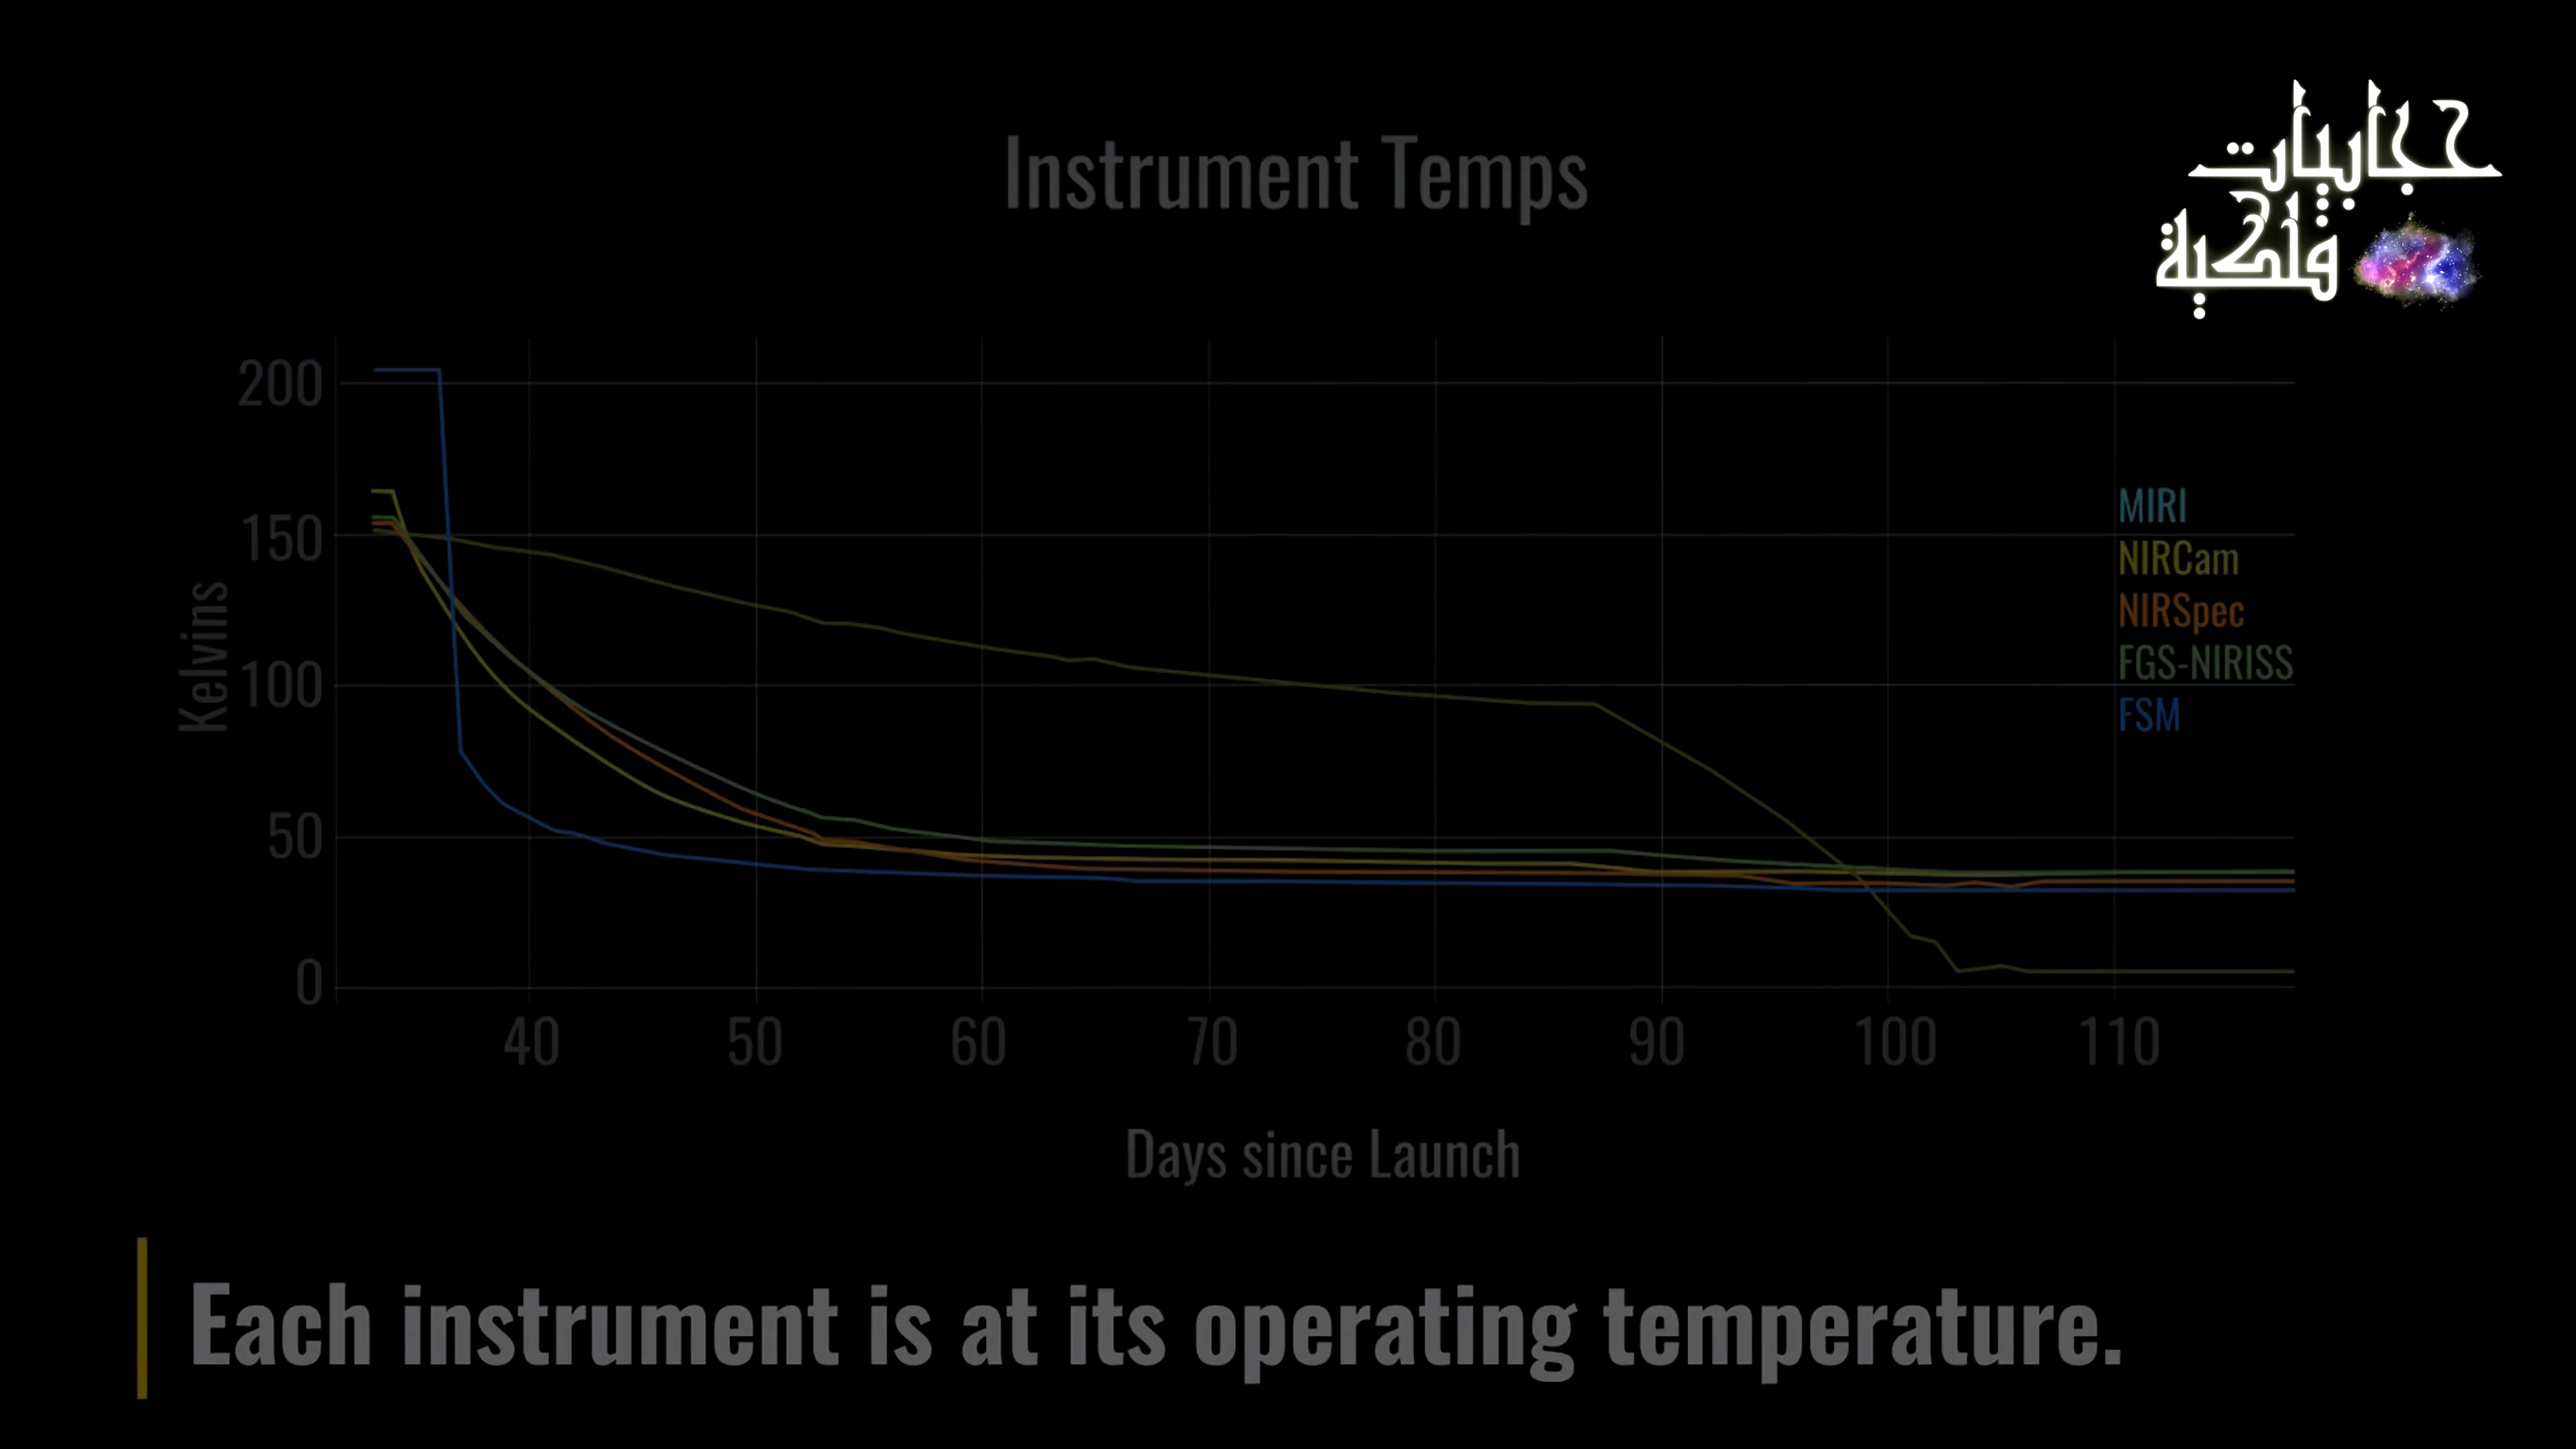 Instrument Temps
حجابيات
فلكية
200
150
100
50
0
Kelvins
MIRI
NIRCam
NIRSpec
FGS-NIRISS
FSM
40 50 60 70 80 90 100 110
Days since Launch
Each instrument is at its operating temperature.